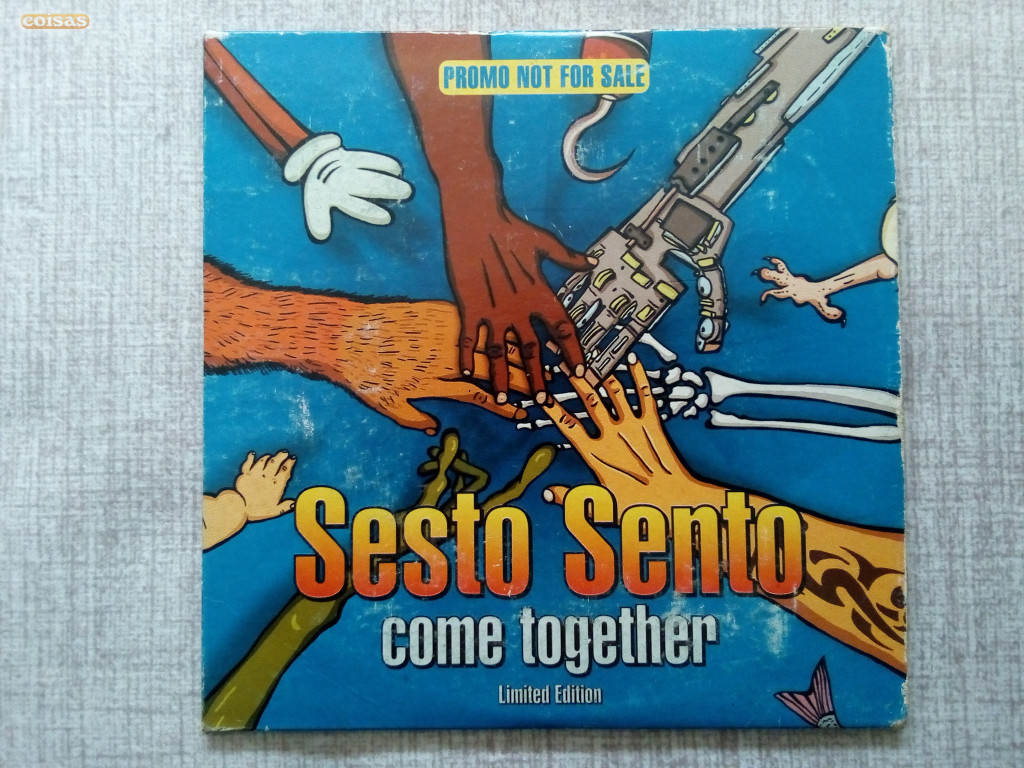 coisas
PROMO NOT FOR SALE
Sesto Sento
come together
Limited Edition